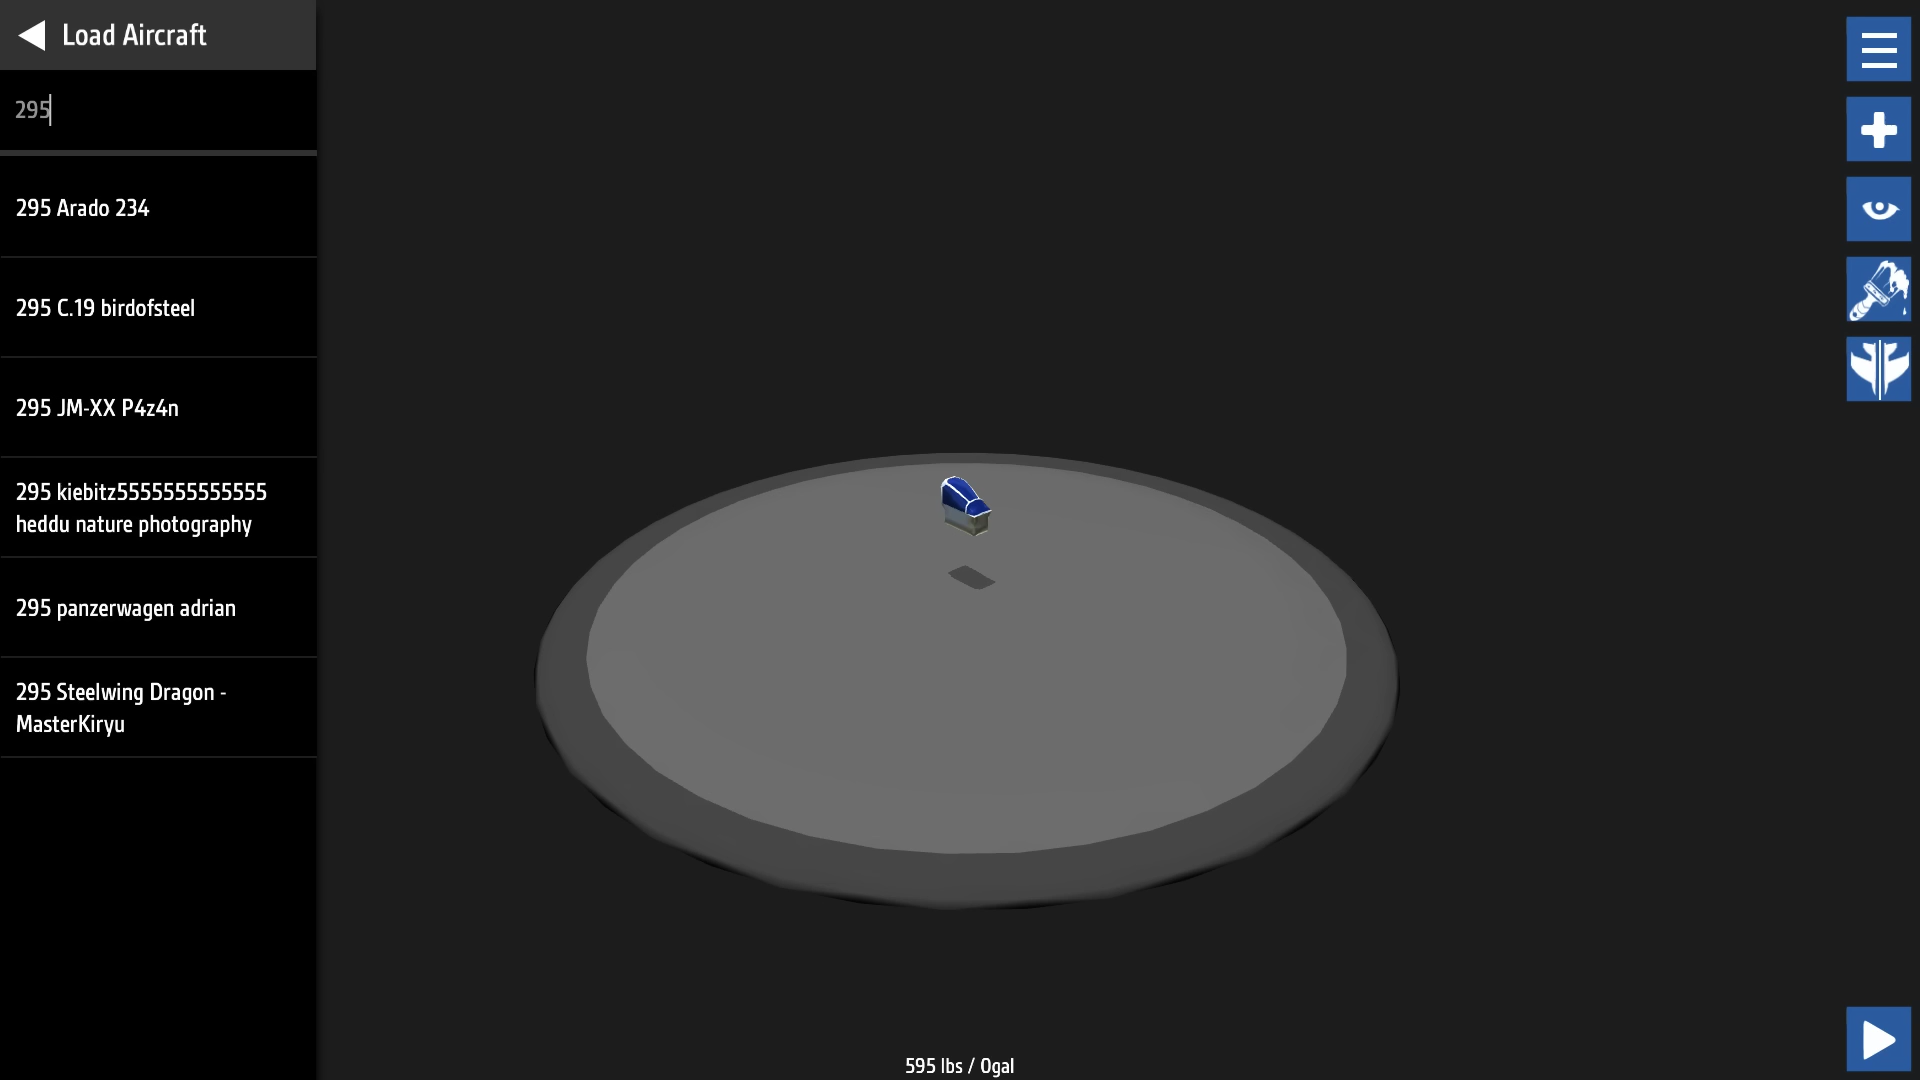 Load Aircraft
295
295 Arado 234
295 C.19 birdofsteel
295 JM-XX P4z4n
295 kiebitz5555555555555
heddu nature photography
295 panzerwagen adrian
295 Steelwing Dragon -
MasterKiryu
595 lbs / 0gal